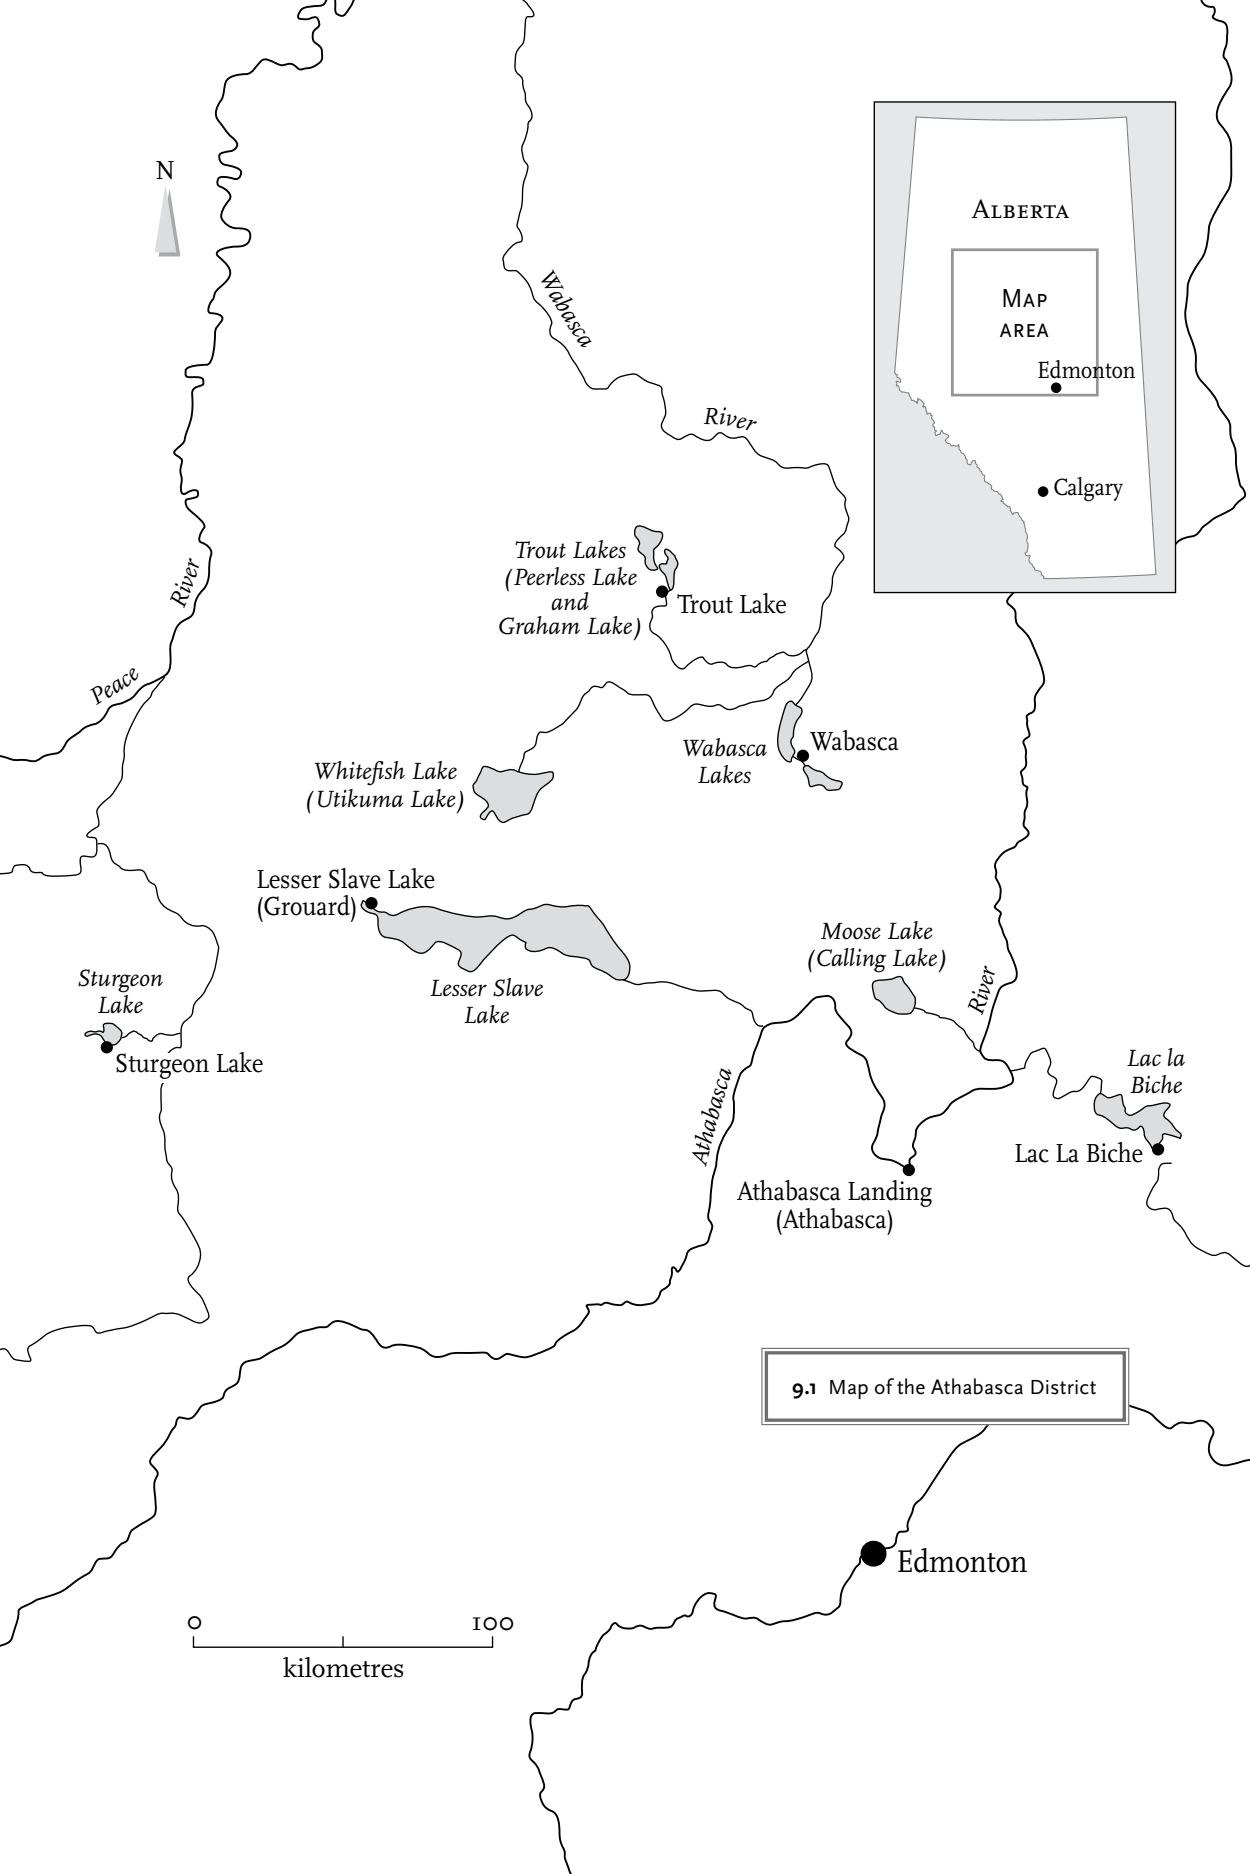 N
Alberta
Map
area
Edmonton
Calgary
Wabasca
River
Trout Lakes
(Peerless Lake
and
Graham Lake)
Trout Lake
River
Peace
Wabasca
Lakes
Wabasca
Whitefish Lake
(Utikuma Lake)
Lesser Slave Lake
(Grouard)
Lesser Slave
Lake
Moose Lake
(Calling Lake)
River
Sturgeon
Lake
Sturgeon Lake
Athabasca
Lac la
Biche
Lac La Biche
Athabasca Landing
(Athabasca)
9.1 Map of the Athabasca District
Edmonton
0 100
kilometres